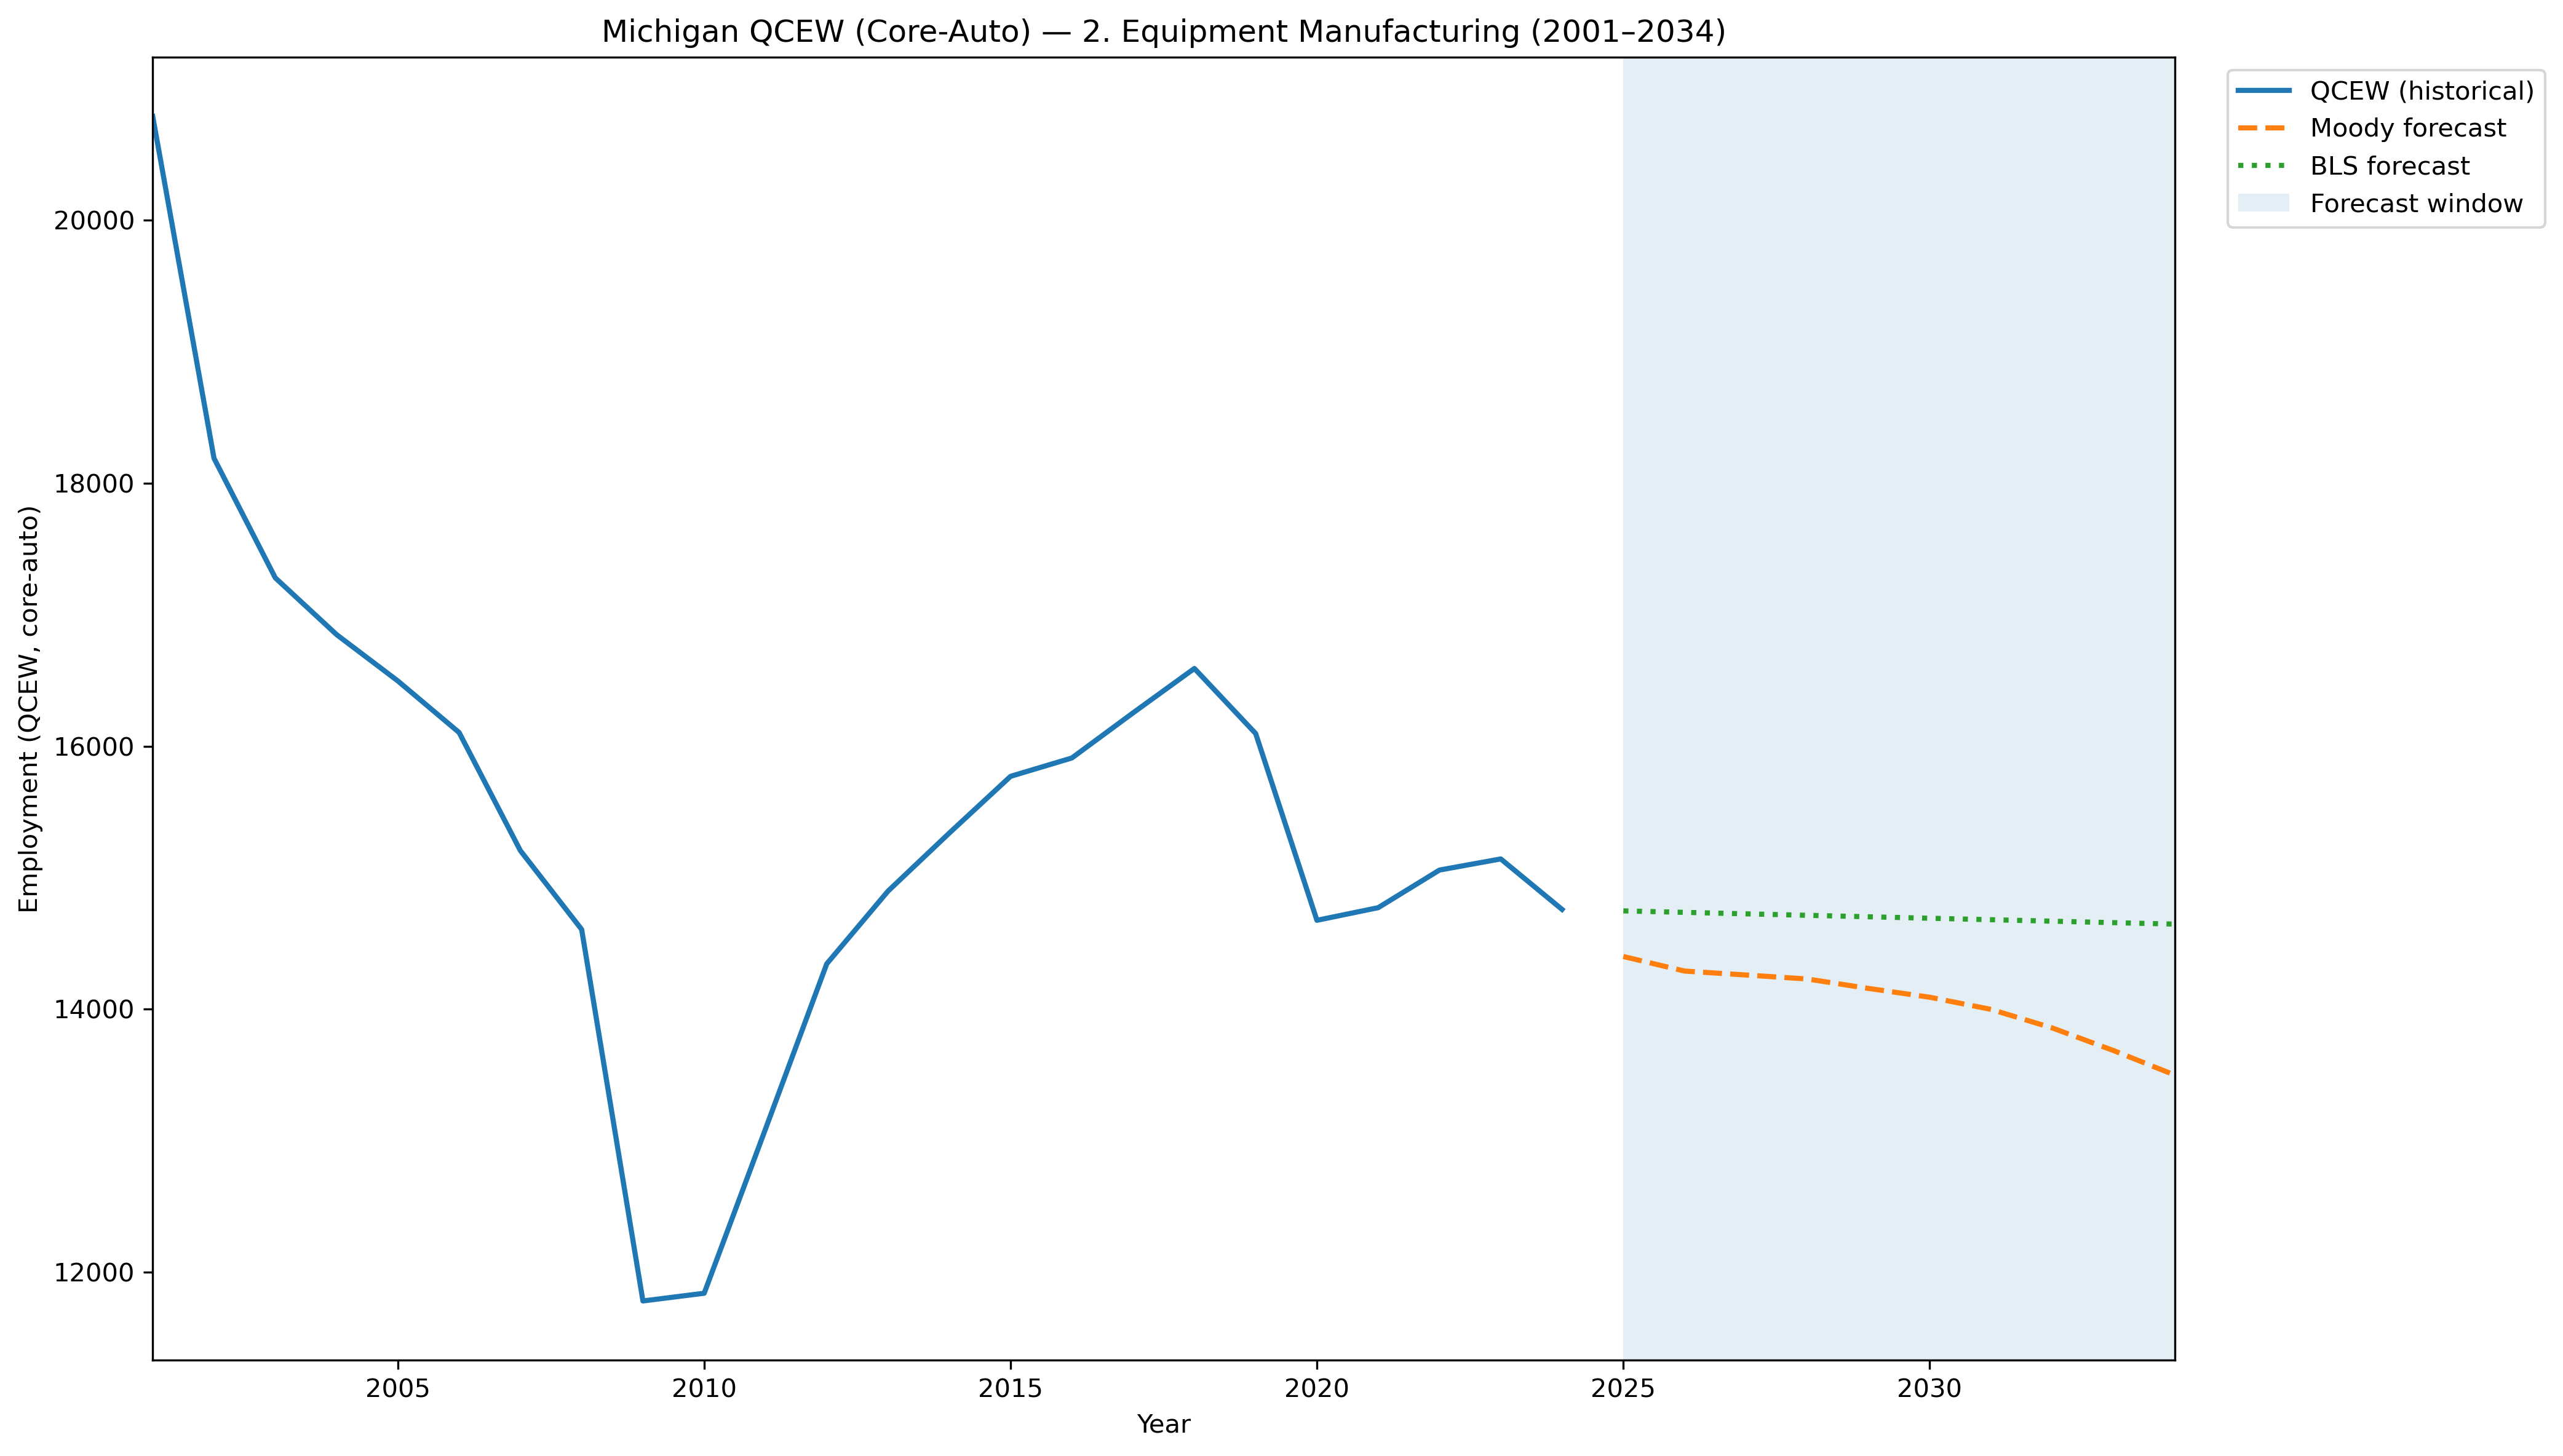 Michigan QCEW (Core-Auto) — 2. Equipment Manufacturing (2001–2034)
QCEW (historical)
Moody forecast
BLS forecast
Forecast window
Employment (QCEW, core-auto)
20000
18000
16000
14000
12000
2005
2010
2015
2020
2025
2030
Year